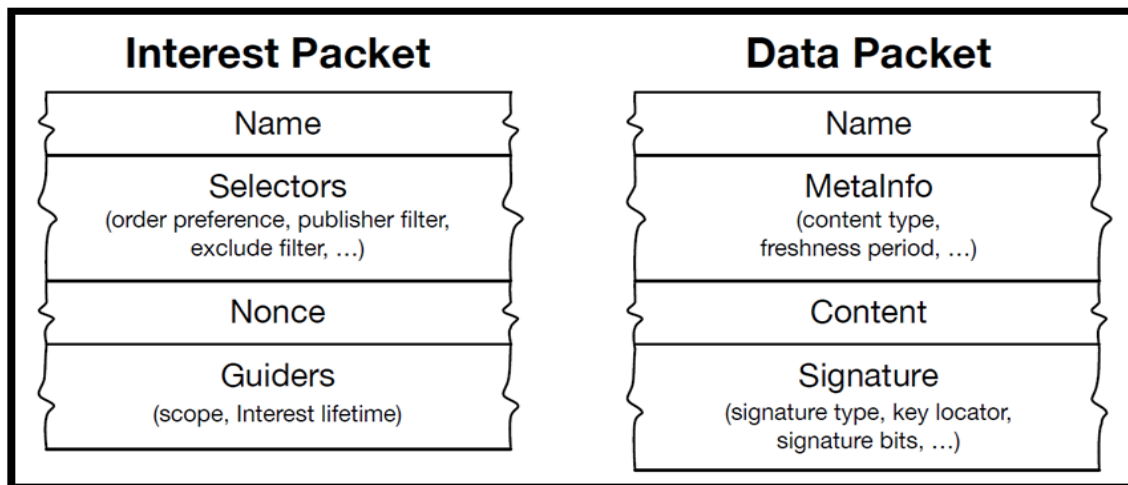 Interest Packet
Name
Selectors
(order preference, publisher filter,
exclude filter, …)
Nonce
Guiders
(scope, Interest lifetime)
Data Packet
Name
MetaInfo
(content type,
freshness period, …)
Content
Signature
(signature type, key locator,
signature bits, …)